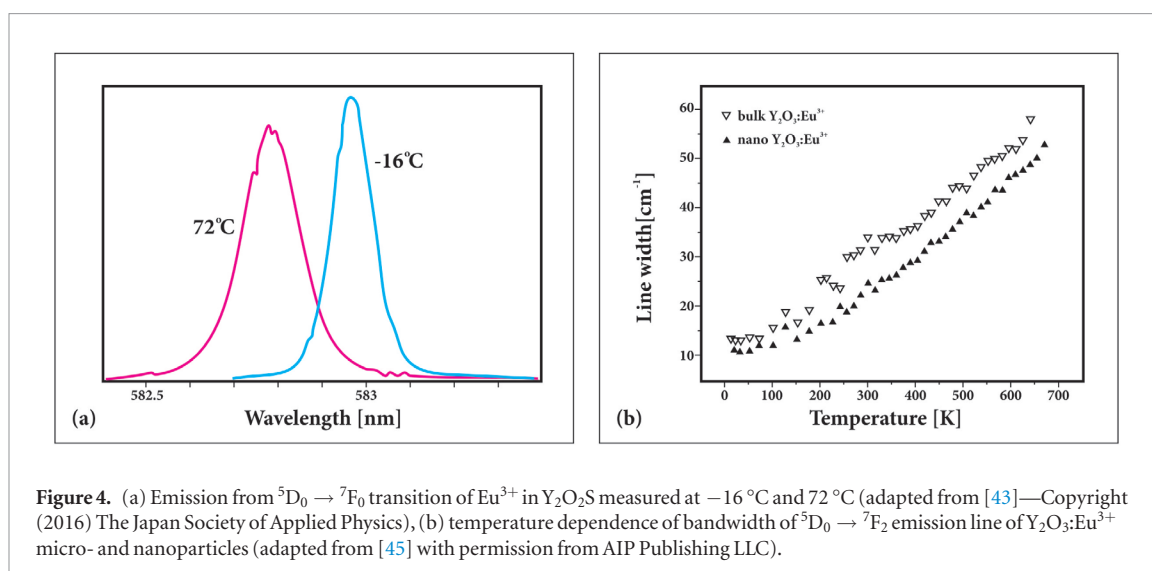 72°C
-16°C
582.5
583
(a)
Wavelength [nm]
60
50
40
30
20
10
Line width[cm⁻¹]
▽ bulk Y₂O₃:Eu³⁺
▲ nano Y₂O₃:Eu³⁺
0
100
200
300
400
500
600
700
(b)
Temperature [K]
Figure 4. (a) Emission from ⁵D₀ → ⁷F₀ transition of Eu³⁺ in Y₂O₂S measured at −16 °C and 72 °C (adapted from [43]—Copyright
(2016) The Japan Society of Applied Physics), (b) temperature dependence of bandwidth of ⁵D₀ → ⁷F₂ emission line of Y₂O₃:Eu³⁺
micro- and nanoparticles (adapted from [45] with permission from AIP Publishing LLC).